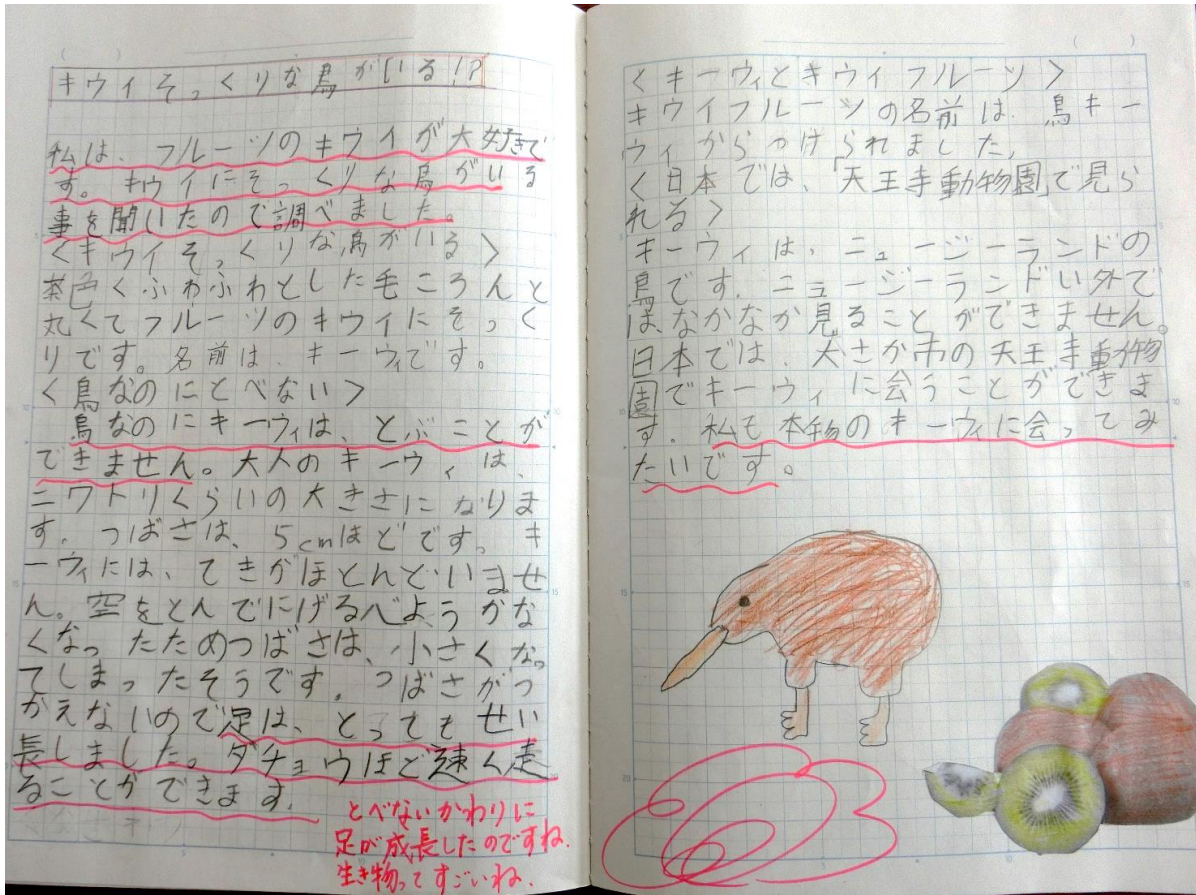 キウイそっくりな鳥がいる!?
私は、フルーツのキウイが大好きで
す。キウイにそっくりな鳥がいる
事を聞いたので調べました。
<キウイそっくりな鳥がいる>
茶色くふわふわとした毛ころんと
丸くてフルーツのキウイにそっく
りです。名前は、キーウィです。
<鳥なのにとべない>
鳥なのにキーウィは、とぶことが
できません。大人のキーウィは、
ニワトリくらいの大きさになりま
す。つばさは、5cmほどです。キ
ーウィには、てきがほとんどいませ
ん。空をとんでにげるべようがな
くなったためつばさは、小さくなっ
てしまったそうです。つばさがつ
かえないので足は、とってもせい
長しました。ダチョウほど速く走
ることができます。
とべないかわりに
足が成長したのですね。
生き物ってすごいね。
<キーウィとキウイフルーツ>
キウイフルーツの名前は、鳥キー
ウィからつけられました。
<日本では、「天王寺動物園」で見ら
れる>
キーウィは、ニュージーランドの
鳥です。ニュージーランドい外で
はなかなか見ることができません。
日本では、大さか市の天王寺動物
園でキーウィに会うことができま
す。私も本物のキーウィに会ってみ
たいです。